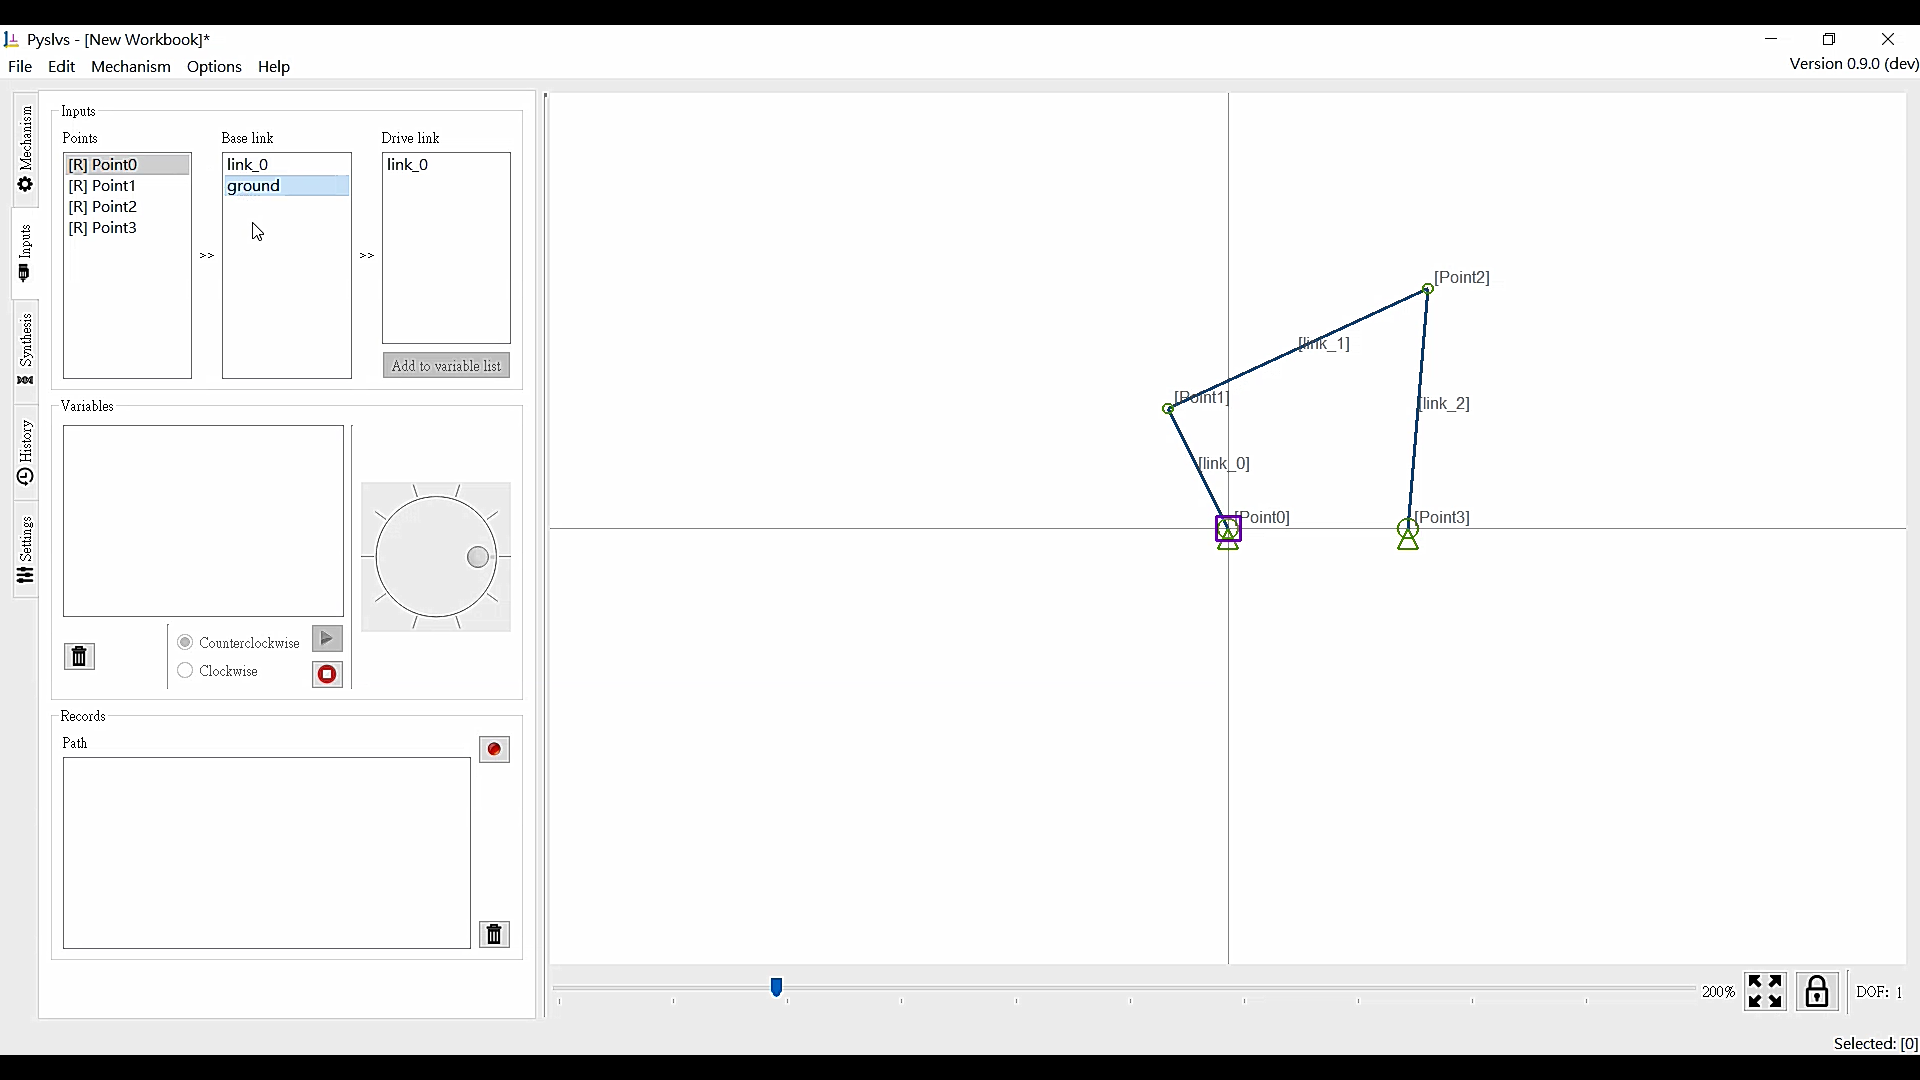 Pyslvs - [New Workbook]*
File Edit Mechanism Options Help
Version 0.9.0 (dev)
Mechanism
Inputs
Synthesis
History
Settings
Inputs
Points
[R] Point0
[R] Point1
[R] Point2
[R] Point3
>>
Base link
link_0
ground
>>
Drive link
link_0
Add to variable list
Variables
Counterclockwise
Clockwise
Records
Path
[Point2]
[link_1]
[Point1]
[link_2]
[link_0]
[Point0]
[Point3]
200%
DOF: 1
Selected: [0]